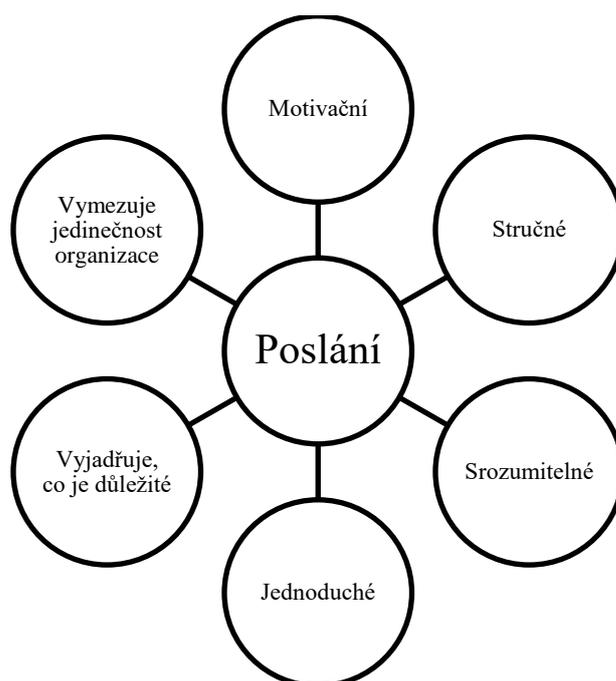 Motivační
Vymezuje
jedinečnost
organizace
Stručné
Poslání
Vyjadřuje,
co je důležité
Srozumitelné
Jednoduché